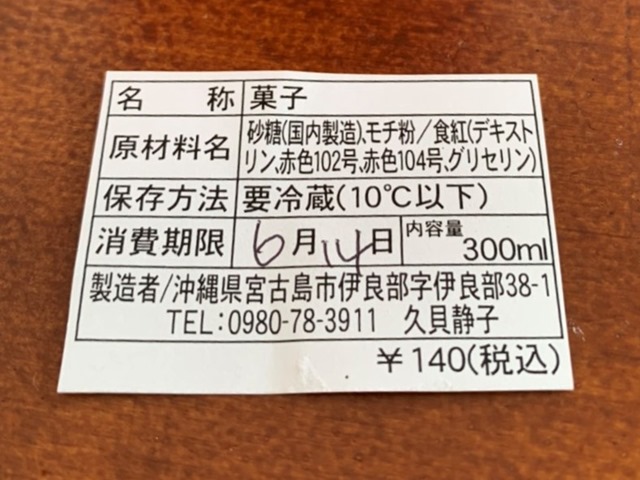 名 称 菓子
原材料名 砂糖(国内製造)、モチ粉/食紅(デキスト
リン、赤色102号、赤色104号、グリセリン)
保存方法 要冷蔵(10℃以下)
消費期限 6月14日 内容量 300ml
製造者/沖縄県宮古島市伊良部字伊良部38-1
TEL:0980-78-3911 久貝静子
¥140(税込)